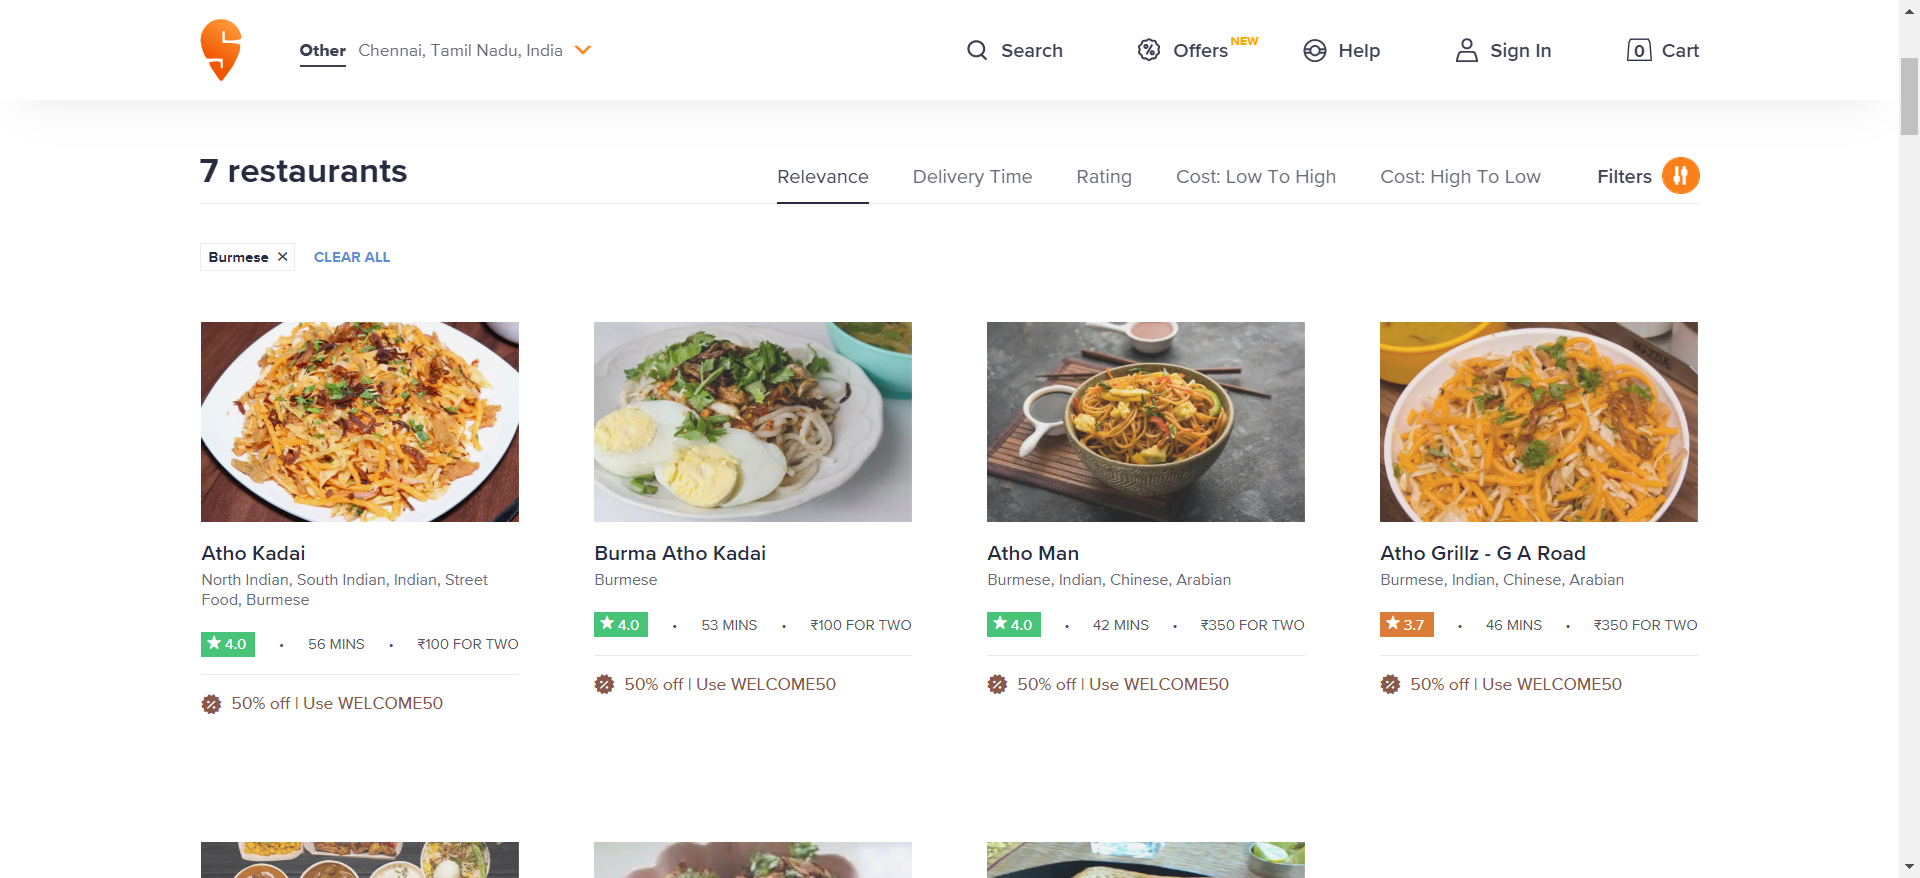 Other Chennai, Tamil Nadu, India
Search
Offers NEW
Help
Sign In
0 Cart
7 restaurants
Relevance
Delivery Time
Rating
Cost: Low To High
Cost: High To Low
Filters
Burmese ✕
CLEAR ALL
Atho Kadai
North Indian, South Indian, Indian, Street
Food, Burmese
★ 4.0 • 56 MINS • ₹100 FOR TWO
50% off | Use WELCOME50
Burma Atho Kadai
Burmese
★ 4.0 • 53 MINS • ₹100 FOR TWO
50% off | Use WELCOME50
Atho Man
Burmese, Indian, Chinese, Arabian
★ 4.0 • 42 MINS • ₹350 FOR TWO
50% off | Use WELCOME50
Atho Grillz - G A Road
Burmese, Indian, Chinese, Arabian
★ 3.7 • 46 MINS • ₹350 FOR TWO
50% off | Use WELCOME50